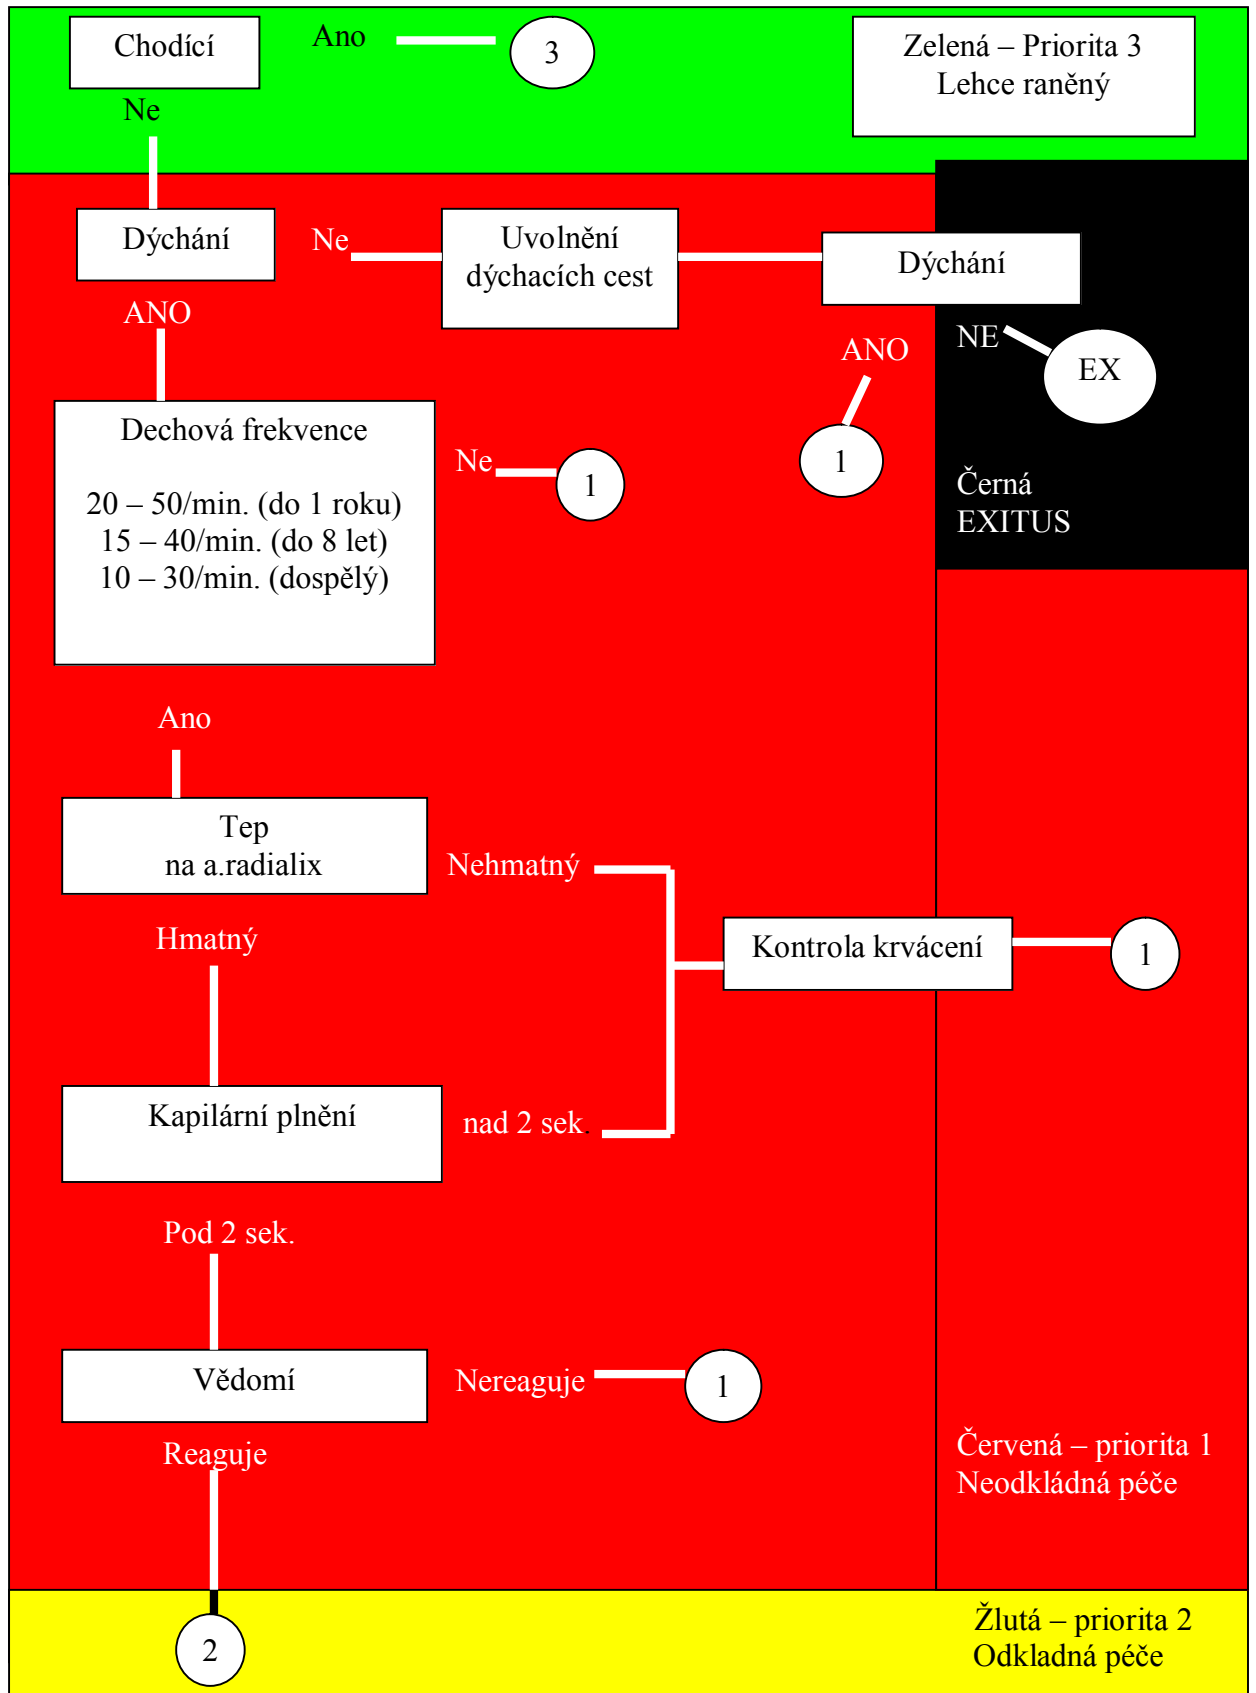 Chodící
Ano
3
Zelená – Priorita 3
Lehce raněný
Ne
Dýchání
Ne
Uvolnění
dýchacích cest
Dýchání
ANO
ANO
NE
EX
1
Černá
EXITUS
Dechová frekvence
20 – 50/min. (do 1 roku)
15 – 40/min. (do 8 let)
10 – 30/min. (dospělý)
Ne
1
Ano
Tep
na a.radialix
Nehmatný
Hmatný
Kontrola krvácení
1
Kapilární plnění
nad 2 sek.
Pod 2 sek.
Vědomí
Nereaguje
1
Reaguje
Červená – priorita 1
Neodkládná péče
2
Žlutá – priorita 2
Odkladná péče